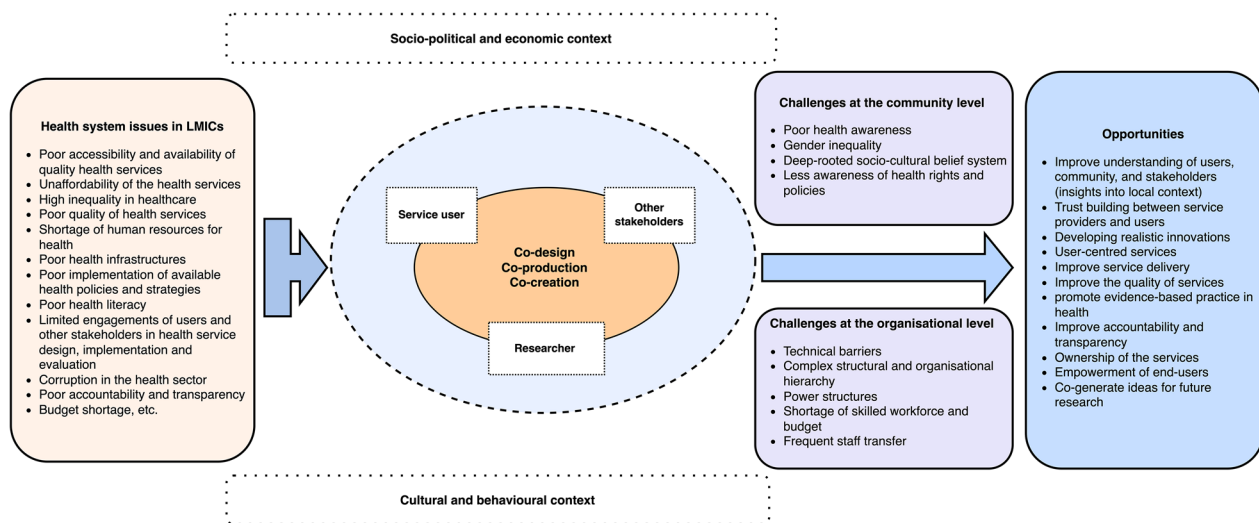 Socio-political and economic context
Health system issues in LMICs
• Poor accessibility and availability of
quality health services
• Unaffordability of the health services
• High inequality in healthcare
• Poor quality of health services
• Shortage of human resources for
health
• Poor health infrastructures
• Poor implementation of available
health policies and strategies
• Poor health literacy
• Limited engagements of users and
other stakeholders in health service
design, implementation and
evaluation
• Corruption in the health sector
• Poor accountability and transparency
• Budget shortage, etc.
Service user
Other
stakeholders
Co-design
Co-production
Co-creation
Researcher
Challenges at the community level
• Poor health awareness
• Gender inequality
• Deep-rooted socio-cultural belief system
• Less awareness of health rights and
policies
Challenges at the organisational level
• Technical barriers
• Complex structural and organisational
hierarchy
• Power structures
• Shortage of skilled workforce and
budget
• Frequent staff transfer
Opportunities
• Improve understanding of users,
community, and stakeholders
(insights into local context)
• Trust building between service
providers and users
• Developing realistic innovations
• User-centred services
• Improve service delivery
• Improve the quality of services
• promote evidence-based practice in
health
• Improve accountability and
transparency
• Ownership of the services
• Empowerment of end-users
• Co-generate ideas for future
research
Cultural and behavioural context